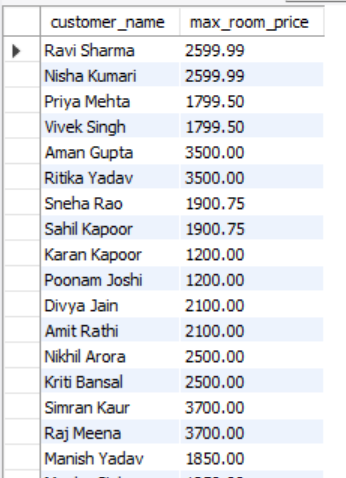 customer_name max_room_price
Ravi Sharma 2599.99
Nisha Kumari 2599.99
Priya Mehta 1799.50
Vivek Singh 1799.50
Aman Gupta 3500.00
Ritika Yadav 3500.00
Sneha Rao 1900.75
Sahil Kapoor 1900.75
Karan Kapoor 1200.00
Poonam Joshi 1200.00
Divya Jain 2100.00
Amit Rathi 2100.00
Nikhil Arora 2500.00
Kriti Bansal 2500.00
Simran Kaur 3700.00
Raj Meena 3700.00
Manish Yadav 1850.00